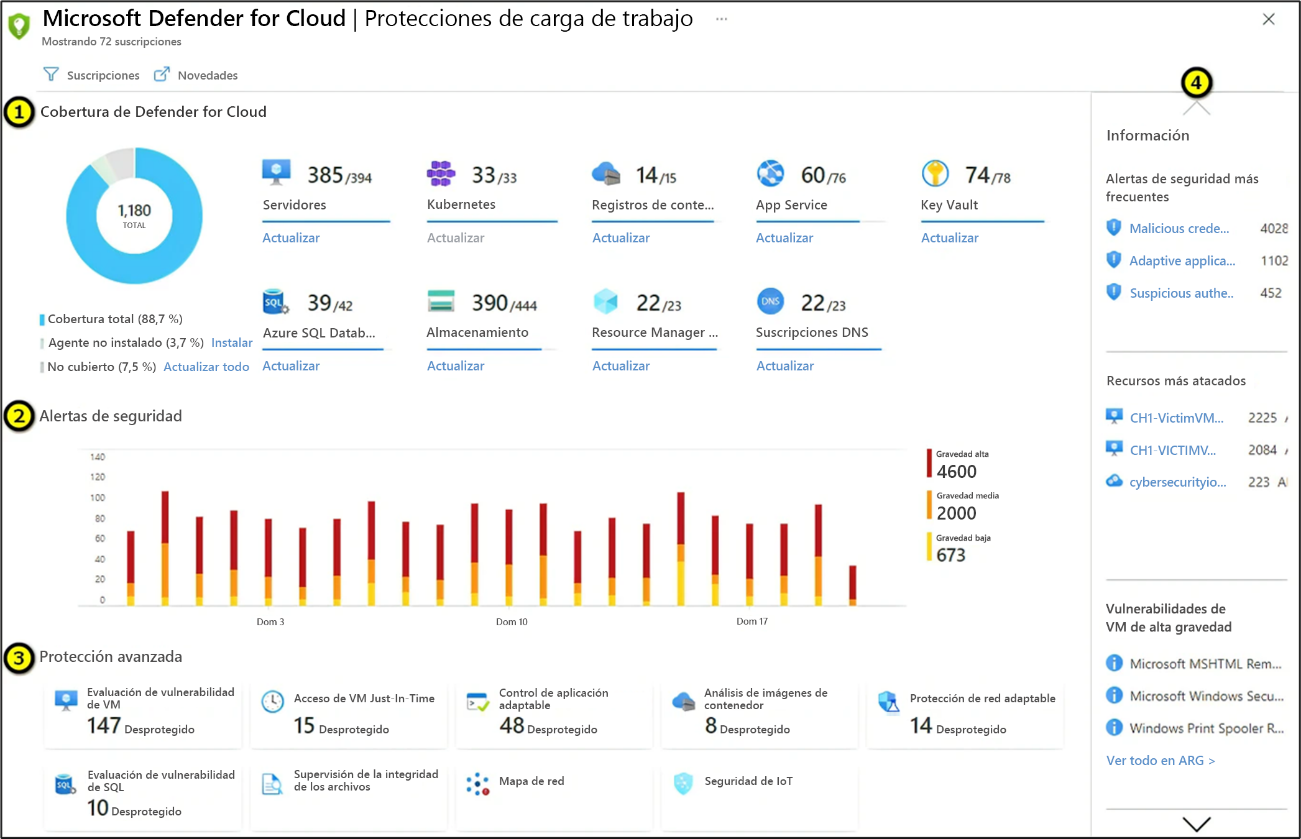 Microsoft Defender for Cloud | Protecciones de carga de trabajo ...
Mostrando 72 suscripciones
Suscripciones Novedades
1 Cobertura de Defender for Cloud
1,180
TOTAL
Cobertura total (88,7 %)
Agente no instalado (3,7 %) Instalar
No cubierto (7,5 %) Actualizar todo
385/394
Servidores
Actualizar
33/33
Kubernetes
Actualizar
14/15
Registros de conte...
Actualizar
60/76
App Service
Actualizar
74/78
Key Vault
Actualizar
SQL
39/42
Azure SQL Datab...
Actualizar
390/444
Almacenamiento
Actualizar
22/23
Resource Manager ...
Actualizar
DNS
22/23
Suscripciones DNS
Actualizar
2 Alertas de seguridad
140
120
100
80
60
40
20
0
Dom 3 Dom 10 Dom 17
Gravedad alta
4600
Gravedad media
2000
Gravedad baja
673
3 Protección avanzada
Evaluación de vulnerabilidad
de VM
147 Desprotegido
Acceso de VM Just-In-Time
15 Desprotegido
Control de aplicación
adaptable
48 Desprotegido
Análisis de imágenes de
contenedor
8 Desprotegido
Protección de red adaptable
14 Desprotegido
SQL
Evaluación de vulnerabilidad
de SQL
10 Desprotegido
Supervisión de la integridad
de los archivos
Mapa de red
Seguridad de IoT
4
Información
Alertas de seguridad más
frecuentes
Malicious crede... 4028
Adaptive applica... 1102
Suspicious authe.. 452
Recursos más atacados
CH1-VictimVM... 2225
CH1-VICTIMV... 2084
cybersecurityio... 223
Vulnerabilidades de
VM de alta gravedad
Microsoft MSHTML Rem...
Microsoft Windows Secu...
Windows Print Spooler R...
Ver todo en ARG >